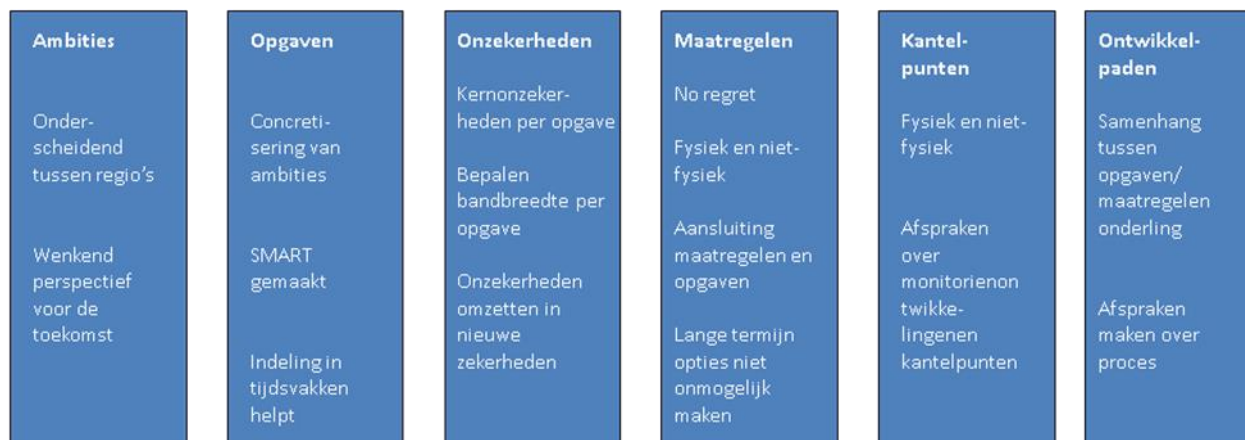 Ambities
Onder-
scheidend
tussen regio's
Wenkend
perspectief
voor de
toekomst
Opgaven
Concreti-
sering van
ambities
SMART
gemaakt
Indeling in
tijdsvakken
helpt
Onzekerheden
Kernonzeker-
heden per opgave
Bepalen
bandbreedte per
opgave
Onzekerheden
omzetten in
nieuwe
zekerheden
Maatregelen
No regret
Fysiek en niet-
fysiek
Aansluiting
maatregelen en
opgaven
Lange termijn
opties niet
onmogelijk
maken
Kantel-
punten
Fysiek en niet-
fysiek
Afspraken
over
monitorienon
twikke-
lingenen
kantelpunten
Ontwikkel-
paden
Samenhang
tussen
opgaven/
maatregelen
onderling
Afspraken
maken over
proces